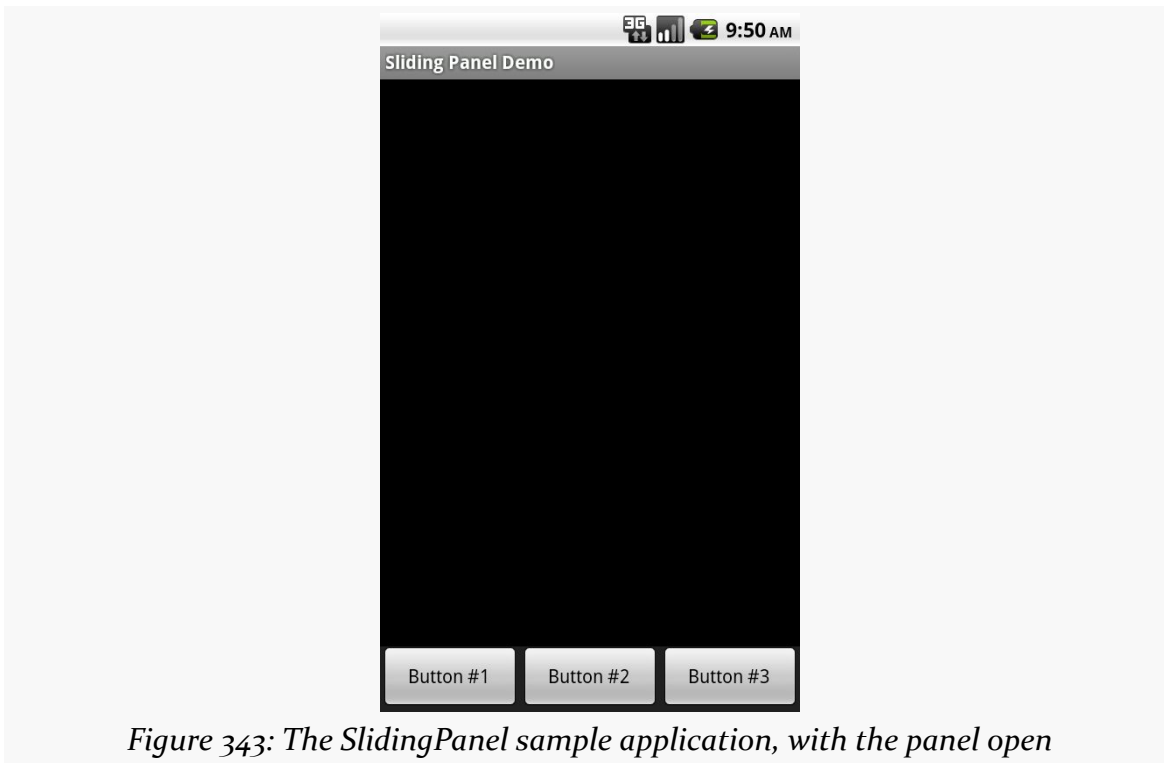 3G 9:50 AM
Sliding Panel Demo
Button #1 Button #2 Button #3
Figure 343: The SlidingPanel sample application, with the panel open